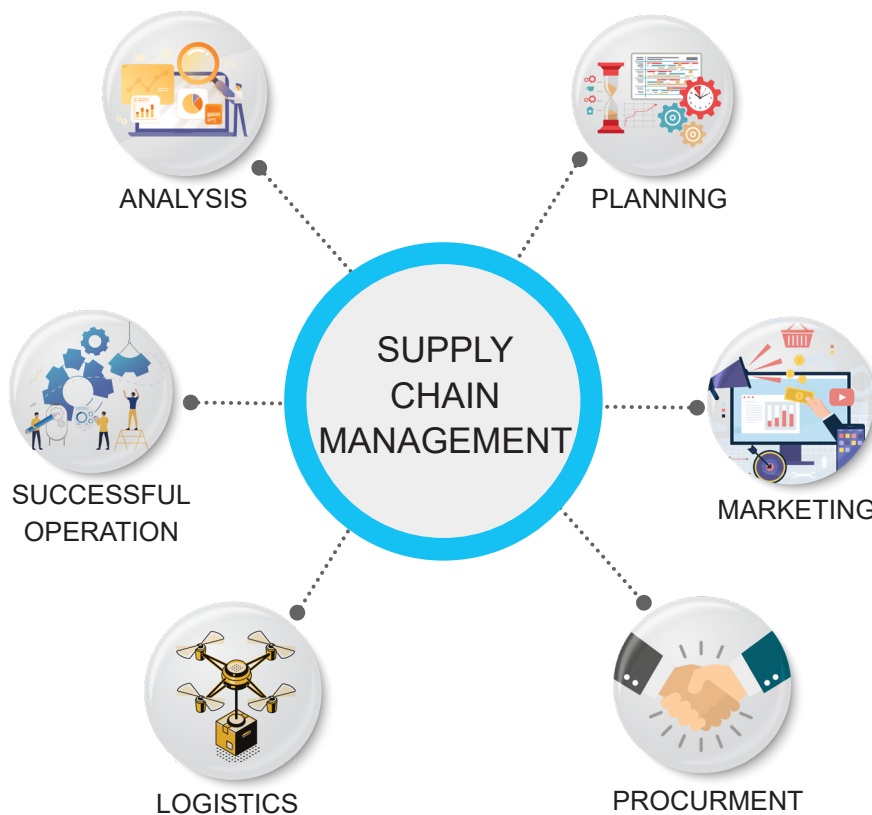 ANALYSIS
PLANNING
SUPPLY
CHAIN
MANAGEMENT
SUCCESSFUL
OPERATION
MARKETING
LOGISTICS
PROCURMENT